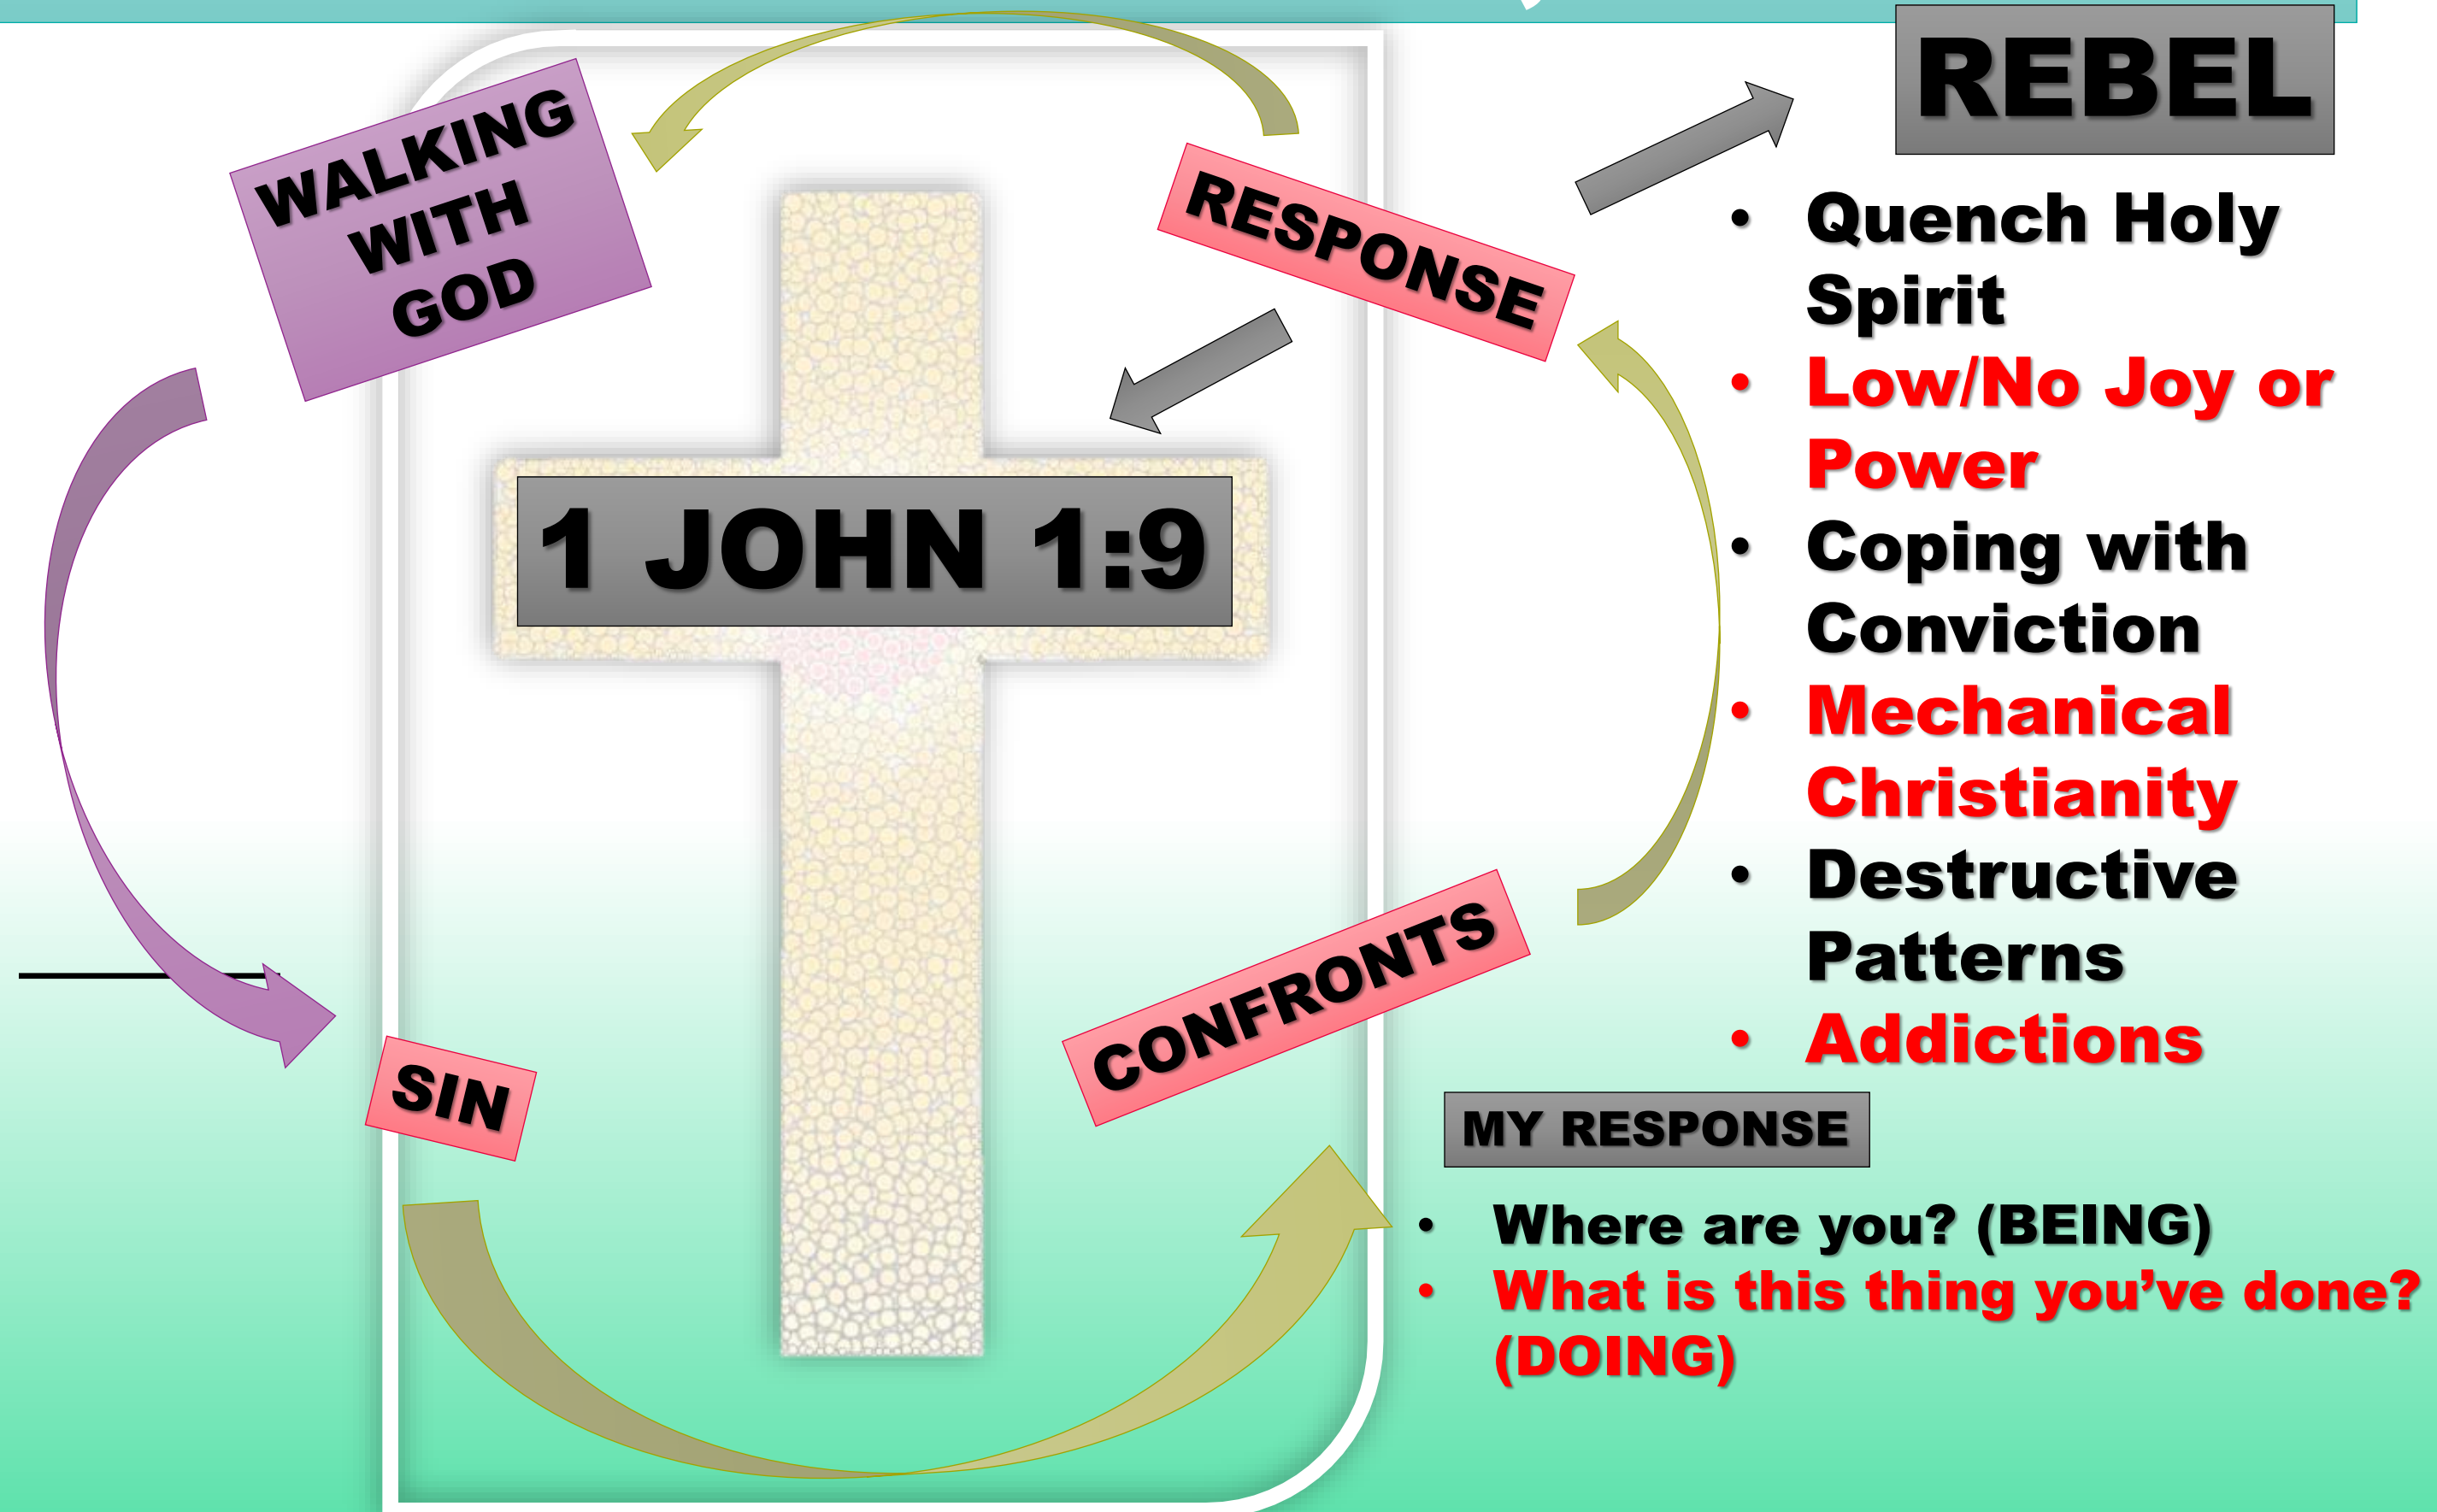 REBEL
WALKING
WITH
GOD
RESPONSE
1 JOHN 1:9
• Quench Holy
Spirit
• Low/No Joy or
Power
• Coping with
Conviction
• Mechanical
Christianity
• Destructive
Patterns
• Addictions
CONFRONTS
SIN
MY RESPONSE
• Where are you? (BEING)
• What is this thing you’ve done?
(DOING)